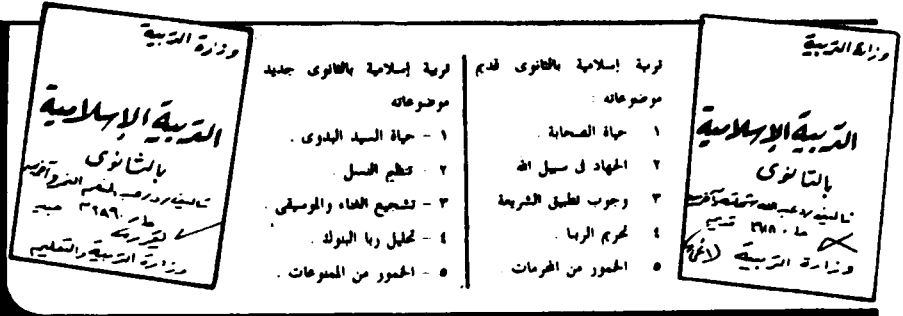 وزارة التربية
التربية الإسلامية
بالثانوى
وزارة التربية
تربية إسلامية بالثانوى قديم
موضوعاته :
١ حياة الصحابة .
٢ الجهاد فى سبيل الله
٣ وجوب تطبيق الشريعة
٤ تحريم الربا .
٥ الخمور من المحرمات .
تربية إسلامية بالثانوى جديد
موضوعاته
١ - حياة السيد البدوى .
٢ - تنظيم النسل .
٣ - تشجيع الغناء والموسيقى .
٤ - تحليل ربا البنوك .
٥ - الخمور من الممنوعات .
وزارة التربية
التربية الإسلامية
بالثانوى
وزارة التربية والتعليم